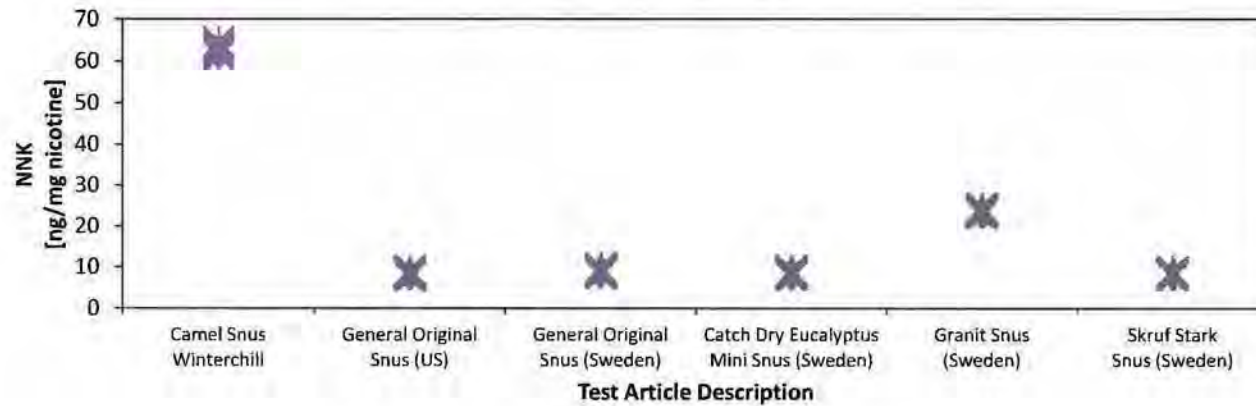 70
60
50
40
30
20
10
0
NNK
[ng/mg nicotine]
Camel Snus
Winterchill
General Original
Snus (US)
General Original
Snus (Sweden)
Catch Dry Eucalyptus
Mini Snus (Sweden)
Granit Snus
(Sweden)
Skruf Stark
Snus (Sweden)
Test Article Description